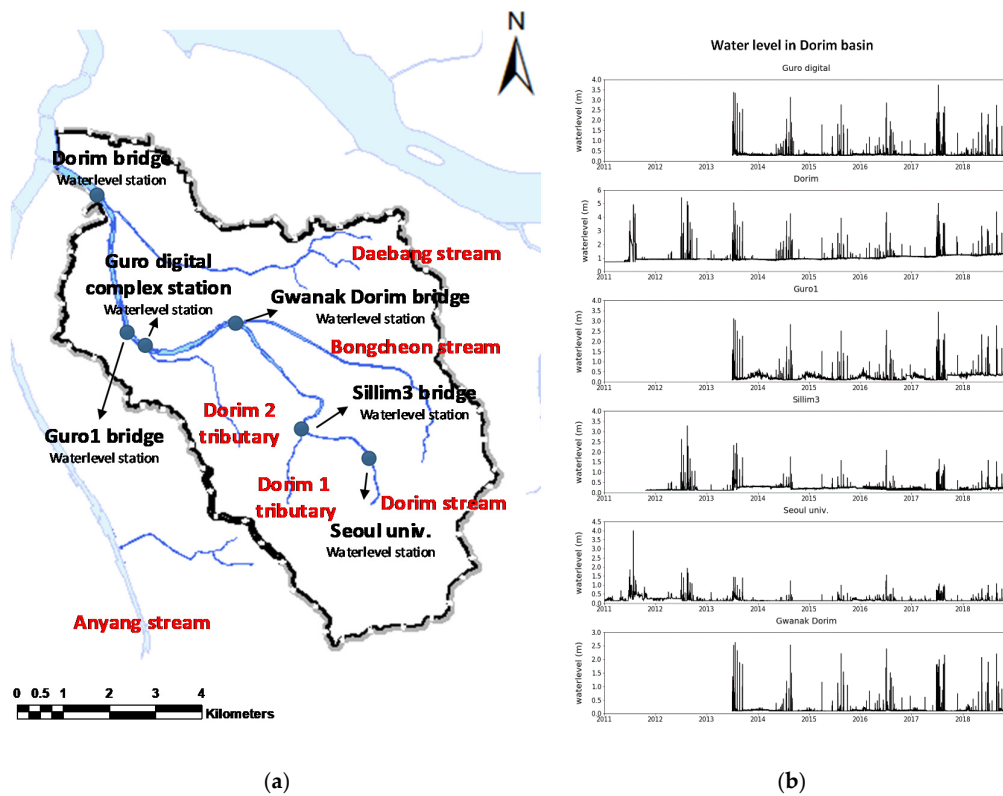 N
Dorim bridge
Waterlevel station
Guro digital
complex station
Waterlevel station
Daebang stream
Gwanak Dorim bridge
Waterlevel station
Bongcheon stream
Sillim3 bridge
Waterlevel station
Dorim 2
tributary
Guro1 bridge
Waterlevel station
Dorim 1
tributary
Dorim stream
Seoul univ.
Waterlevel station
Anyang stream
0 0.5 1 2 3 4
Kilometers
(a)
Water level in Dorim basin
Guro digital
waterlevel (m)
4.0
3.5
3.0
2.5
2.0
1.5
1.0
0.5
0.0
2011 2012 2013 2014 2015 2016 2017 2018
Dorim
waterlevel (m)
6
5
4
3
2
1
0
2011 2012 2013 2014 2015 2016 2017 2018
Guro1
waterlevel (m)
4.0
3.5
3.0
2.5
2.0
1.5
1.0
0.5
0.0
2011 2012 2013 2014 2015 2016 2017 2018
Sillim3
waterlevel (m)
4.0
3.5
3.0
2.5
2.0
1.5
1.0
0.5
0.0
2011 2012 2013 2014 2015 2016 2017 2018
Seoul univ.
waterlevel (m)
4.5
4.0
3.5
3.0
2.5
2.0
1.5
1.0
0.5
0.0
2011 2012 2013 2014 2015 2016 2017 2018
Gwanak Dorim
waterlevel (m)
3.0
2.5
2.0
1.5
1.0
0.5
0.0
2011 2012 2013 2014 2015 2016 2017 2018
(b)